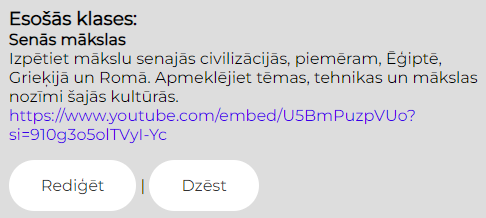 Esošās klases:
Senās mākslas
Izpētiet mākslu senajās civilizācijās, piemēram, Ēģiptē,
Grieķijā un Romā. Apmeklējiet tēmas, tehnikas un mākslas
nozīmi šajās kultūrās.
https://www.youtube.com/embed/U5BmPuzpVUo?
si=910g3o5olTVyI-Yc
Rediģēt | Dzēst